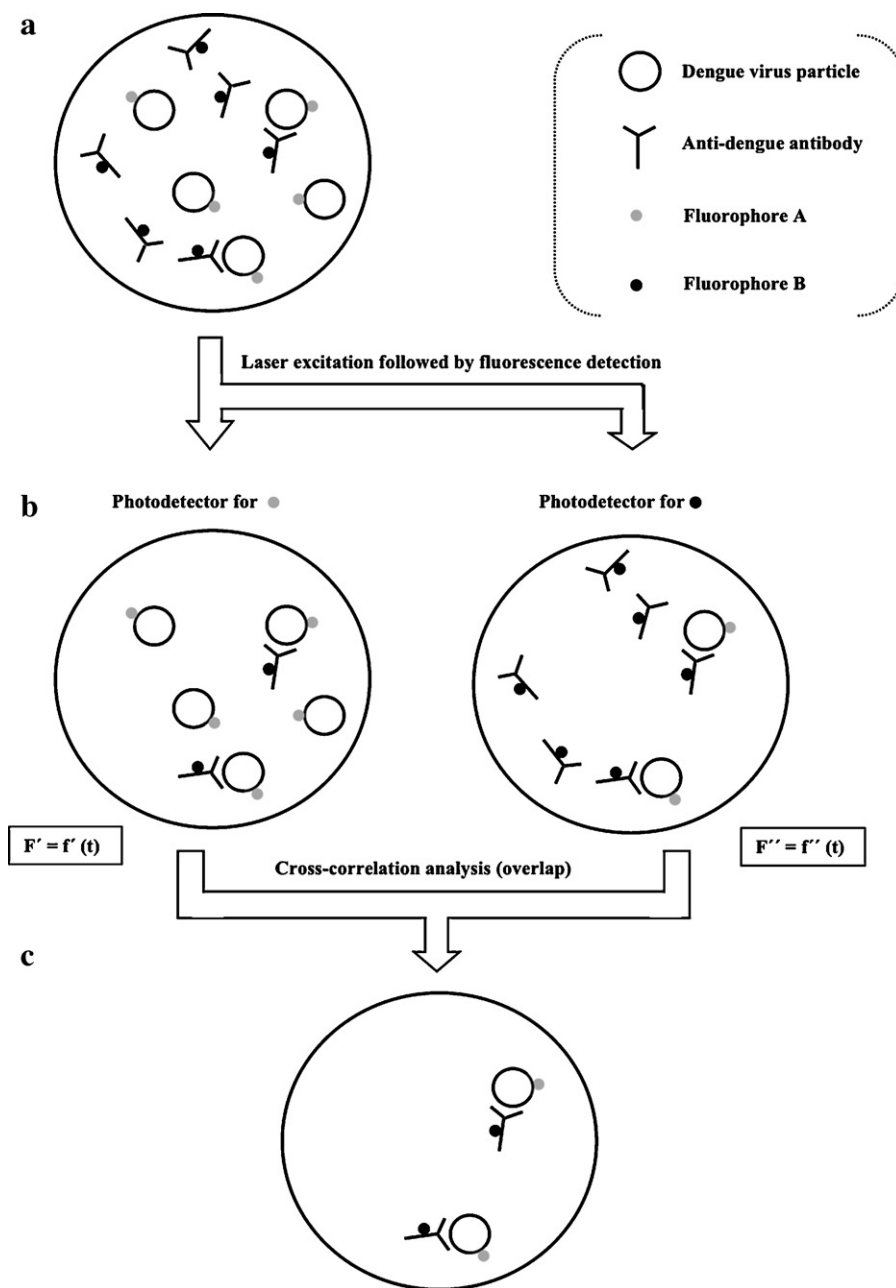 a
Dengue virus particle
Anti-dengue antibody
Fluorophore A
Fluorophore B
Laser excitation followed by fluorescence detection
b
Photodetector for
Photodetector for
F´ = f´ (t)
F´´ = f´´ (t)
Cross-correlation analysis (overlap)
c